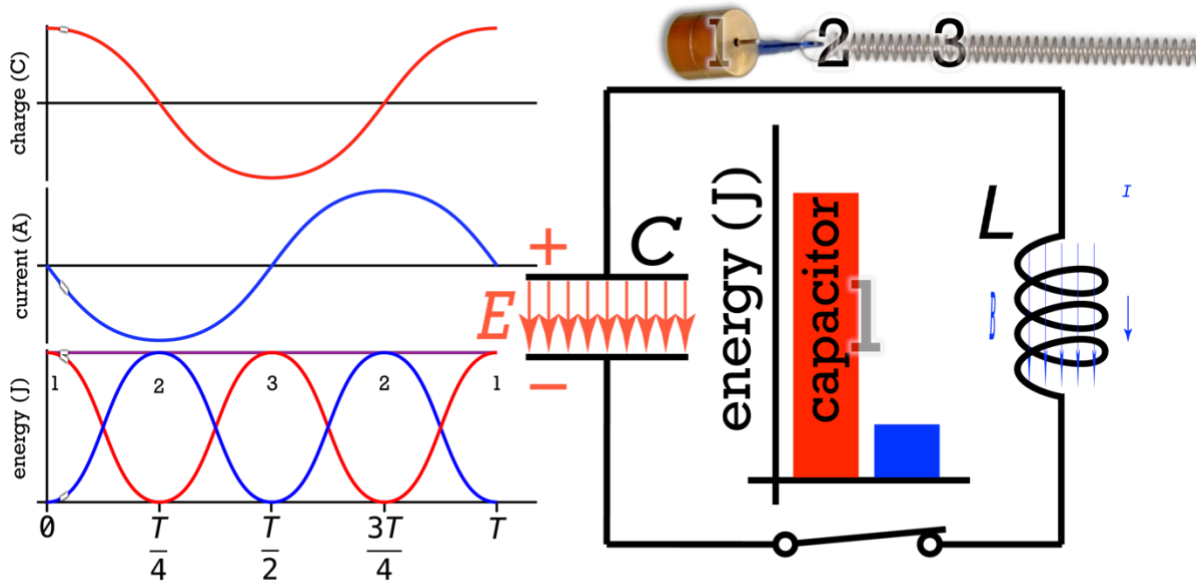 charge (C)
current (A)
energy (J)
1 2 3 2 1
0 T/4 T/2 3T/4 T
1 2 3
+
C
E
−
energy (J)
capacitor
1
L
I
B